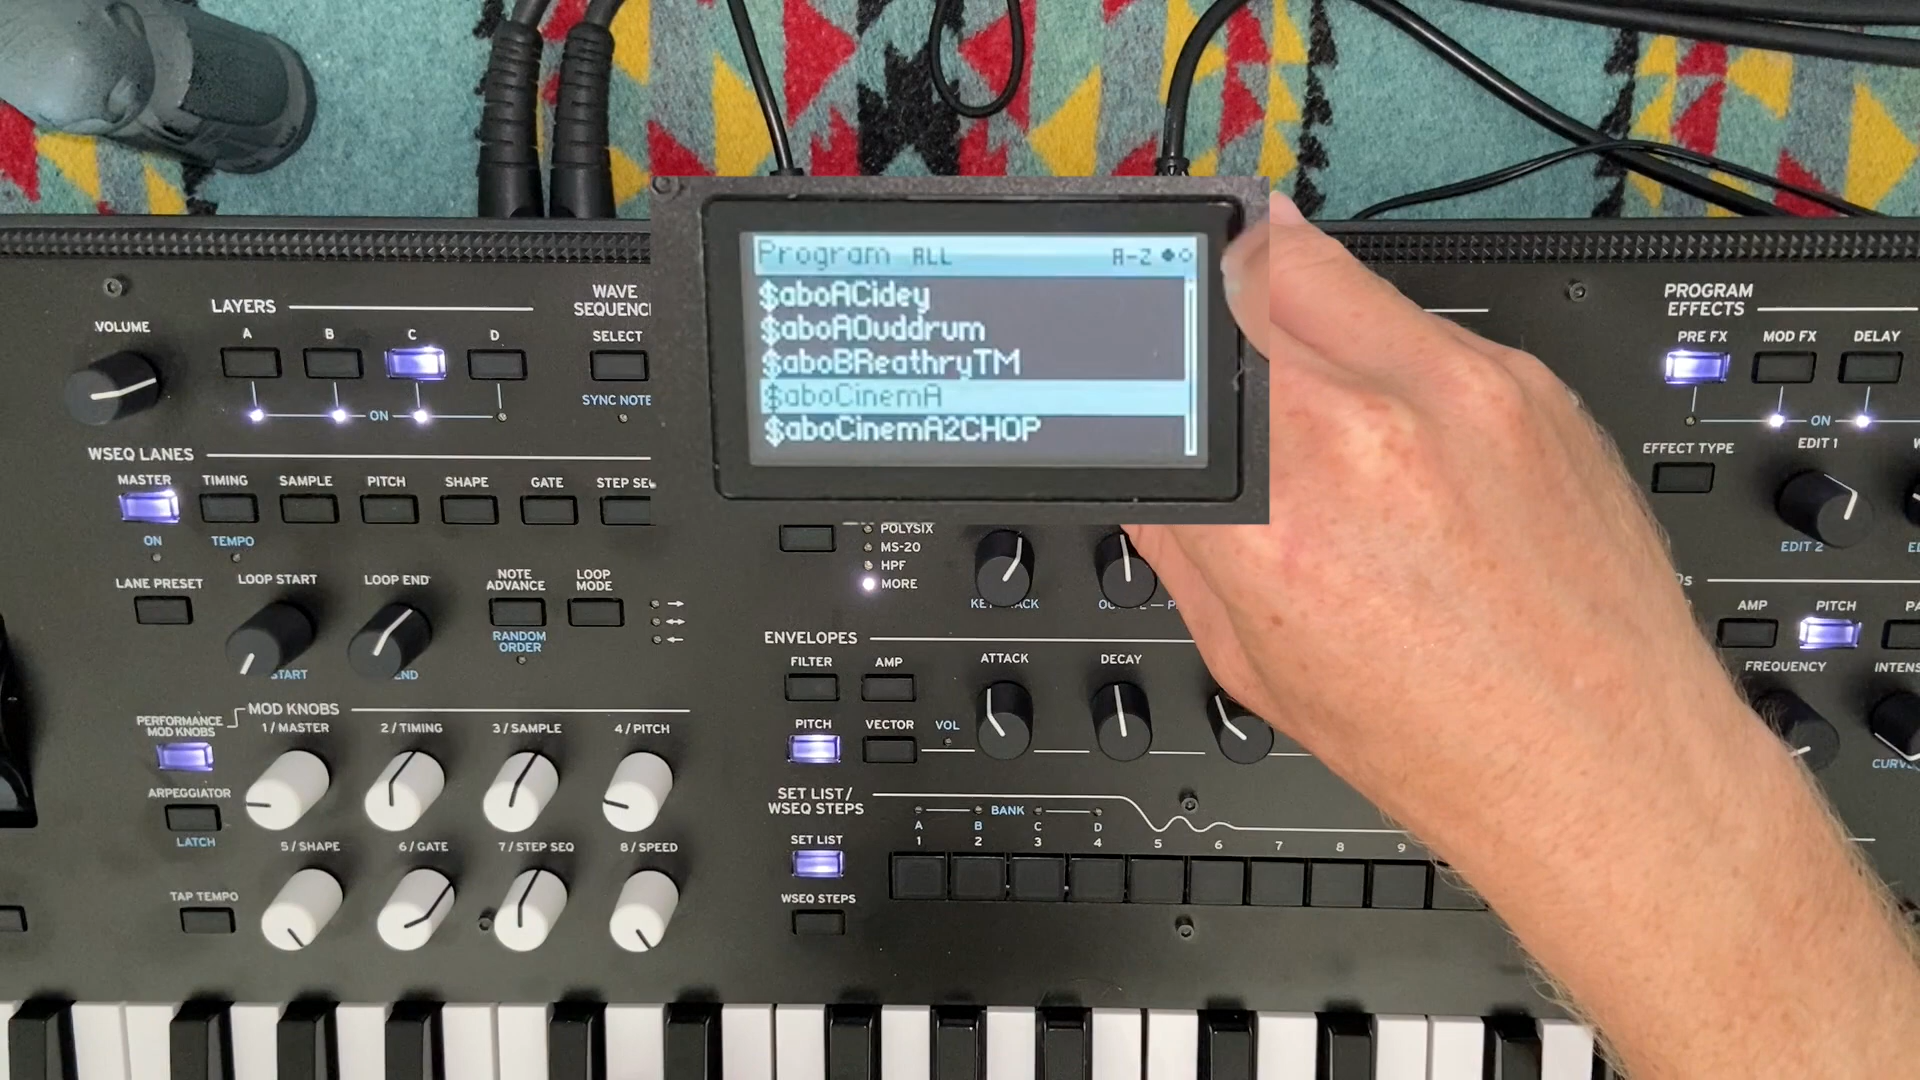 Program ALL A-Z
$aboACidey
$aboAOuddrum
$aboBReathryTM
$aboCinemA
$aboCinemA2CHOP
VOLUME
LAYERS
A B C D
ON
WAVE
SELECT
SYNC NOTE
WSEQ LANES
MASTER TIMING SAMPLE PITCH SHAPE GATE STEP
ON TEMPO
LANE PRESET
LOOP START
LOOP END
NOTE
ADVANCE
RANDOM
ORDER
LOOP
MODE
START
END
PERFORMANCE
MOD KNOBS
MOD KNOBS
1 / MASTER 2 / TIMING 3 / SAMPLE 4 / PITCH
ARPEGGIATOR
LATCH
5 / SHAPE 6 / GATE 7 / STEP SEQ 8 / SPEED
TAP TEMPO
POLYSIX
MS-20
HPF
MORE
ENVELOPES
FILTER AMP
ATTACK DECAY
PITCH VECTOR VOL
SET LIST /
WSEQ STEPS
BANK
A B C D
1 2 3 4 5 6 7 8 9
SET LIST
WSEQ STEPS
PROGRAM
EFFECTS
PRE FX MOD FX DELAY
ON
EFFECT TYPE
EDIT 1
EDIT 2
AMP PITCH
FREQUENCY